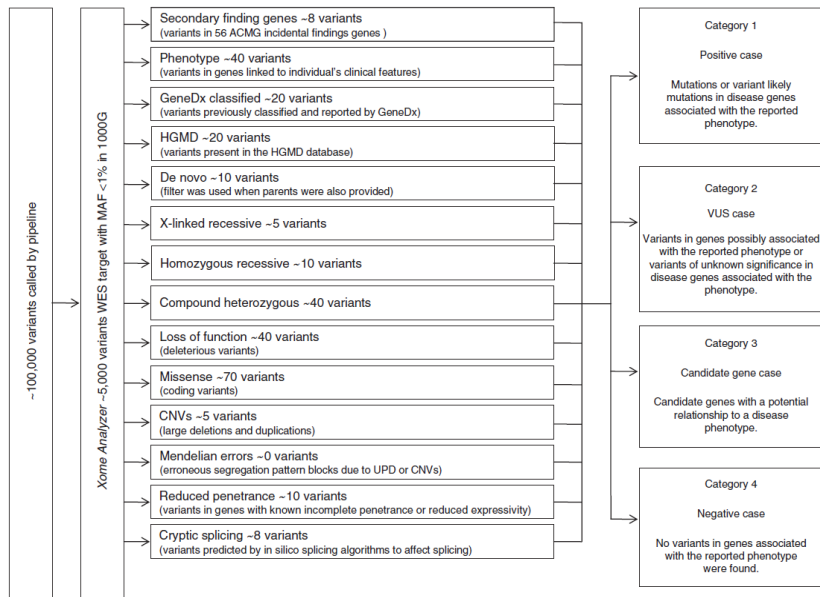 ~100,000 variants called by pipeline
Xome Analyzer ~5,000 variants WES target with MAF <1% in 1000G
Secondary finding genes ~8 variants
(variants in 56 ACMG incidental findings genes )
Phenotype ~40 variants
(variants in genes linked to individual's clinical features)
GeneDx classified ~20 variants
(variants previously classified and reported by GeneDx)
HGMD ~20 variants
(variants present in the HGMD database)
De novo ~10 variants
(filter was used when parents were also provided)
X-linked recessive ~5 variants
Homozygous recessive ~10 variants
Compound heterozygous ~40 variants
Loss of function ~40 variants
(deleterious variants)
Missense ~70 variants
(coding variants)
CNVs ~5 variants
(large deletions and duplications)
Mendelian errors ~0 variants
(erroneous segregation pattern blocks due to UPD or CNVs)
Reduced penetrance ~10 variants
(variants in genes with known incomplete penetrance or reduced expressivity)
Cryptic splicing ~8 variants
(variants predicted by in silico splicing algorithms to affect splicing)
Category 1
Positive case
Mutations or variant likely
mutations in disease genes
associated with the reported
phenotype.
Category 2
VUS case
Variants in genes possibly associated
with the reported phenotype or
variants of unknown significance in
disease genes associated with the
phenotype.
Category 3
Candidate gene case
Candidate genes with a potential
relationship to a disease
phenotype.
Category 4
Negative case
No variants in genes associated
with the reported phenotype
were found.